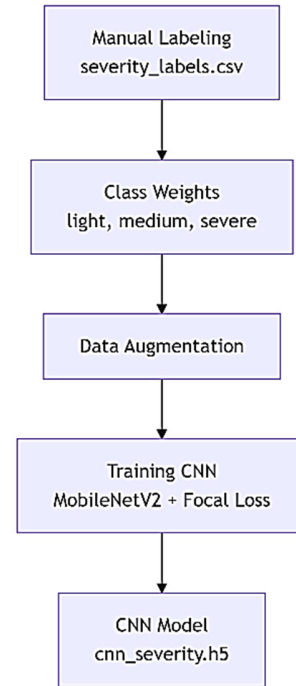 Manual Labeling
severity_labels.csv
Class Weights
light, medium, severe
Data Augmentation
Training CNN
MobileNetV2 + Focal Loss
CNN Model
cnn_severity.h5